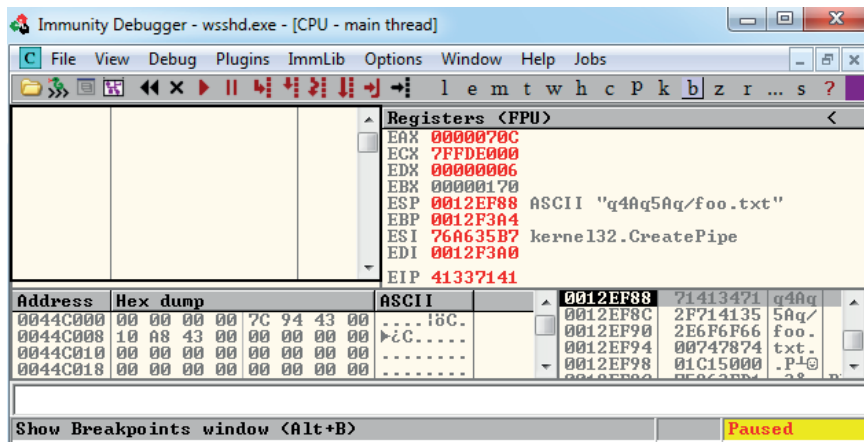 Immunity Debugger - wsshd.exe - [CPU - main thread]
C File View Debug Plugins ImmLib Options Window Help Jobs
l e m t w h c P k b z r ... s ?
Registers (FPU) <
EAX 0000070C
ECX 7FFDE000
EDX 00000006
EBX 00000170
ESP 0012EF88 ASCII "q4Aq5Aq/foo.txt"
EBP 0012F3A4
ESI 76A635B7 kernel32.CreatePipe
EDI 0012F3A0
EIP 41337141
Address Hex dump ASCII
0044C000 00 00 00 00 7C 94 43 00 ....¦öC.
0044C008 10 A8 43 00 00 00 00 00 ►¿C.....
0044C010 00 00 00 00 00 00 00 00 ........
0044C018 00 00 00 00 00 00 00 00 ........
0012EF88 71413471 q4Aq
0012EF8C 2F714135 5Aq/
0012EF90 2E6F6F66 foo.
0012EF94 00747874 txt.
0012EF98 01C15000 .P┴☺
Show Breakpoints window (Alt+B)
Paused